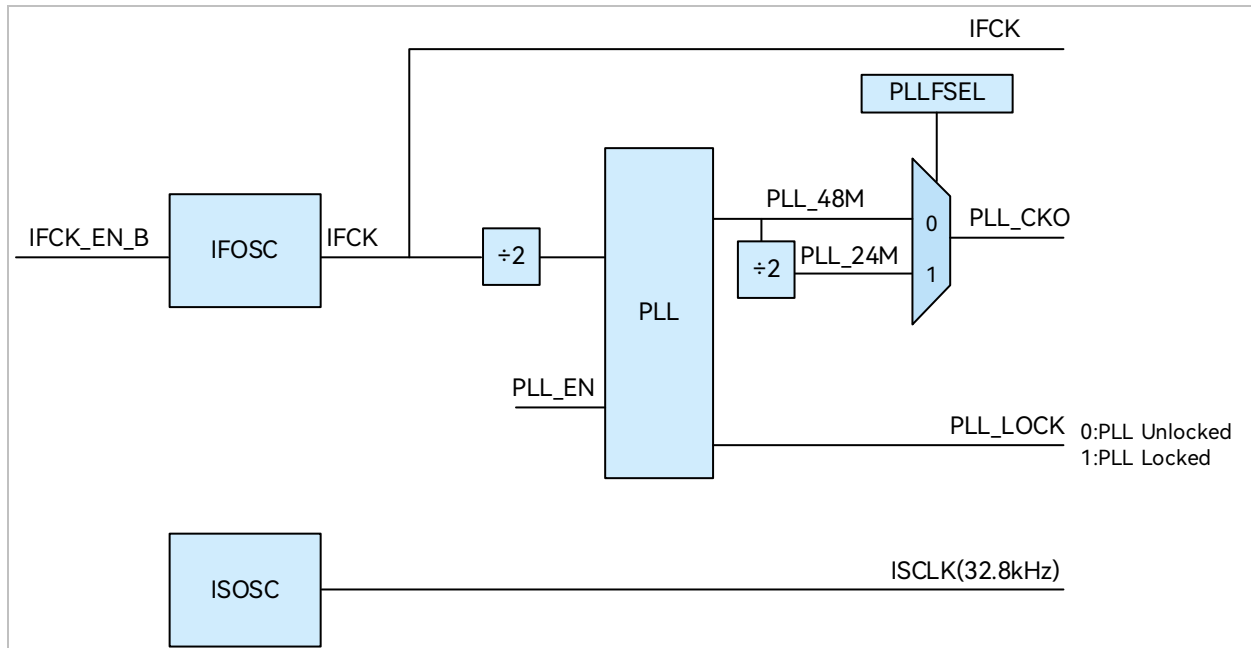 IFCK
PLLFSEL
PLL_48M
IFCK_EN_B
IFOSC
IFCK
÷2
0
PLL_CKO
÷2
PLL_24M
1
PLL
PLL_EN
PLL_LOCK
0:PLL Unlocked
1:PLL Locked
ISOSC
ISCLK(32.8kHz)